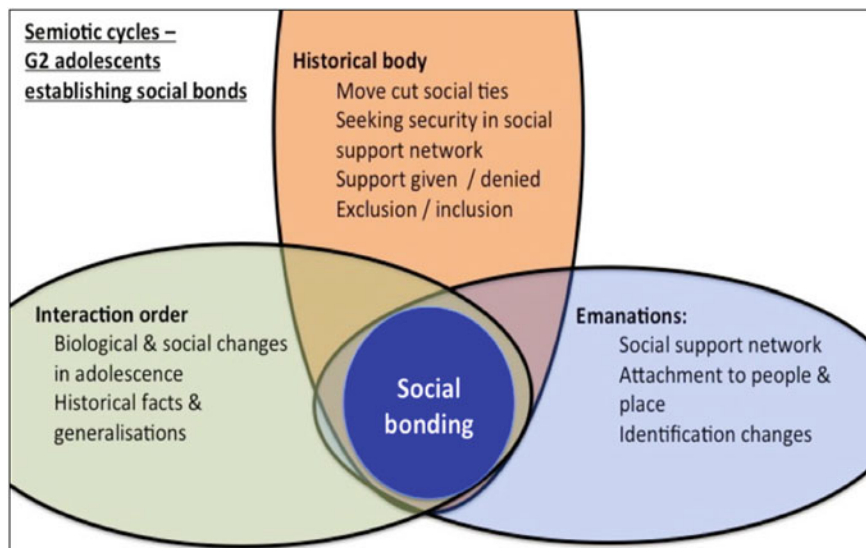 Semiotic cycles –
G2 adolescents
establishing social bonds
Historical body
Move cut social ties
Seeking security in social
support network
Support given / denied
Exclusion / inclusion
Interaction order
Biological & social changes
in adolescence
Historical facts &
generalisations
Social
bonding
Emanations:
Social support network
Attachment to people &
place
Identification changes